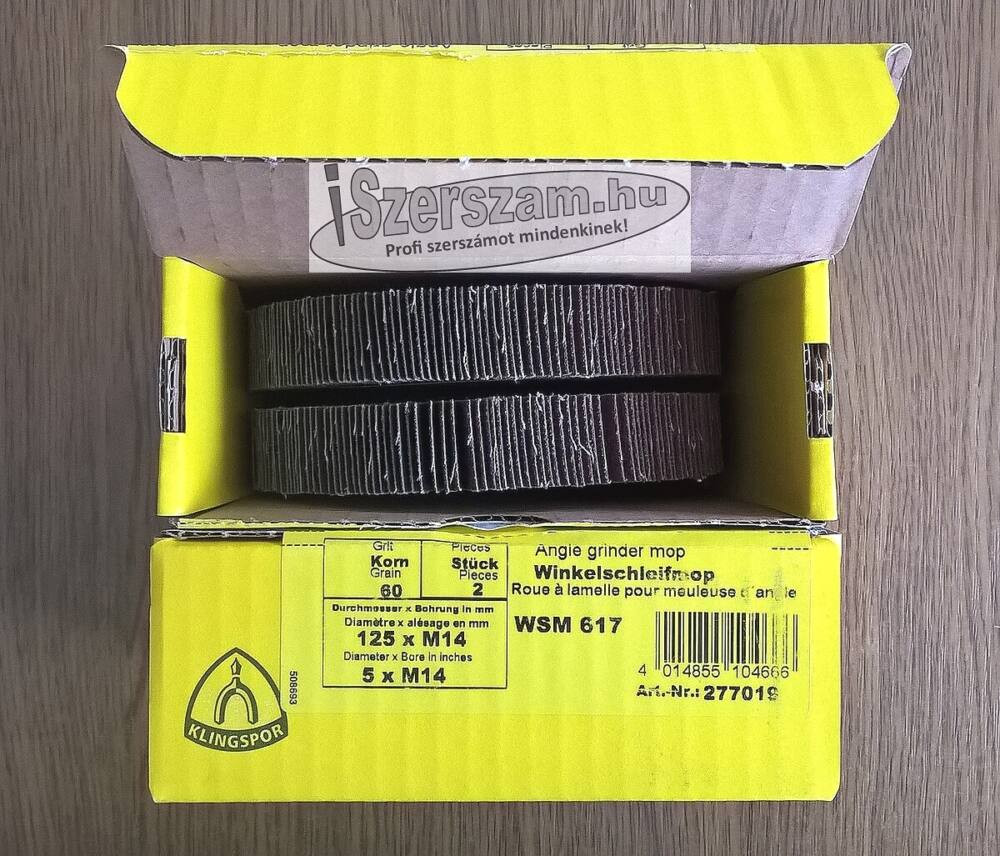 iSzerszam.hu
Profi szerszámot mindenkinek!
Grit
Korn
Grain
60
Pieces
Stück
Pieces
2
Durchmesser x Bohrung in mm
Diamètre x alésage en mm
125 x M14
Diameter x Bore in inches
5 x M14
Angle grinder mop
Winkelschleifmop
Roue à lamelle pour meuleuse d'angle
WSM 617
4 014855 104666
Art.-Nr.: 277019
508693
KLINGSPOR